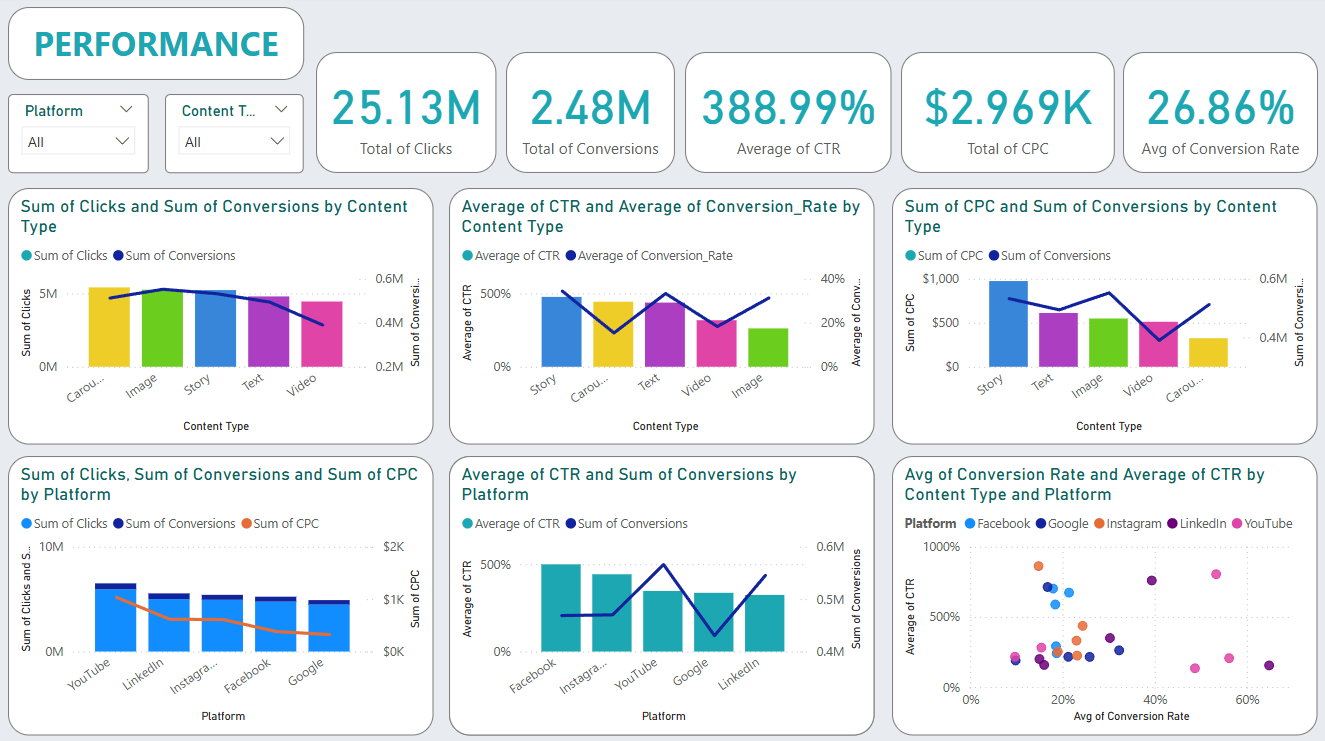 PERFORMANCE
Platform
All
Content T...
All
25.13M
Total of Clicks
2.48M
Total of Conversions
388.99%
Average of CTR
$2.969K
Total of CPC
26.86%
Avg of Conversion Rate
Sum of Clicks and Sum of Conversions by Content
Type
Sum of Clicks Sum of Conversions
Sum of Clicks
5M
0M
0.6M
0.4M
0.2M
Sum of Conversi...
Carou...
Image
Story
Text
Video
Content Type
Average of CTR and Average of Conversion_Rate by
Content Type
Average of CTR Average of Conversion_Rate
Average of CTR
500%
0%
40%
20%
0%
Average of Conv...
Story
Carou...
Text
Video
Image
Content Type
Sum of CPC and Sum of Conversions by Content
Type
Sum of CPC Sum of Conversions
Sum of CPC
$1,000
$500
$0
0.6M
0.4M
Sum of Conversi...
Story
Text
Image
Video
Carou...
Content Type
Sum of Clicks, Sum of Conversions and Sum of CPC
by Platform
Sum of Clicks Sum of Conversions Sum of CPC
Sum of Clicks and S...
10M
0M
$2K
$1K
$0K
Sum of CPC
YouTube
LinkedIn
Instagra...
Facebook
Google
Platform
Average of CTR and Sum of Conversions by
Platform
Average of CTR Sum of Conversions
Average of CTR
500%
0%
0.6M
0.5M
0.4M
Sum of Conversions
Facebook
Instagra...
YouTube
Google
LinkedIn
Platform
Avg of Conversion Rate and Average of CTR by
Content Type and Platform
Platform Facebook Google Instagram LinkedIn YouTube
Average of CTR
1000%
500%
0%
0%
20%
40%
60%
Avg of Conversion Rate